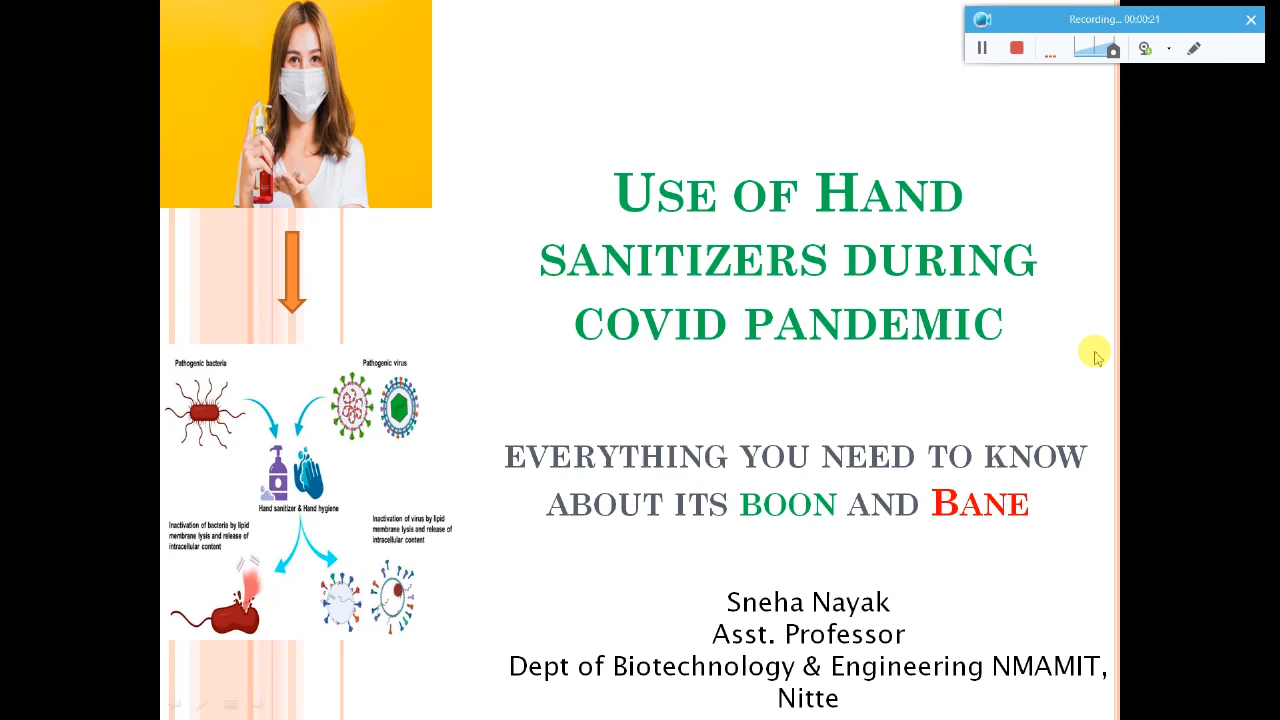 Recording... 00:00:21
USE OF HAND
SANITIZERS DURING
COVID PANDEMIC
EVERYTHING YOU NEED TO KNOW
ABOUT ITS BOON AND BANE
Sneha Nayak
Asst. Professor
Dept of Biotechnology & Engineering NMAMIT,
Nitte
Pathogenic bacteria
Pathogenic virus
Hand sanitizer & Hand hygiene
Inactivation of bacteria by lipid
membrane lysis and release of
intracellular content
Inactivation of virus by lipid
membrane lysis and release of
intracellular content